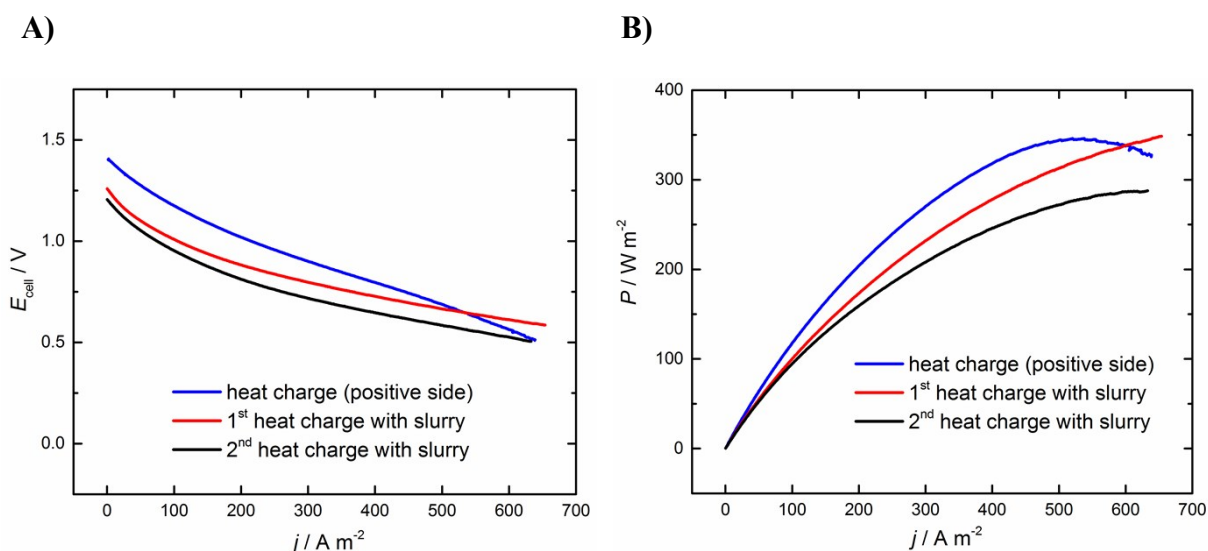 A)
B)
1.5
1.0
0.5
0.0
E_cell / V
heat charge (positive side)
1st heat charge with slurry
2nd heat charge with slurry
0 100 200 300 400 500 600 700
j / A m-2
400
300
200
100
0
P / W m-2
heat charge (positive side)
1st heat charge with slurry
2nd heat charge with slurry
0 100 200 300 400 500 600 700
j / A m-2